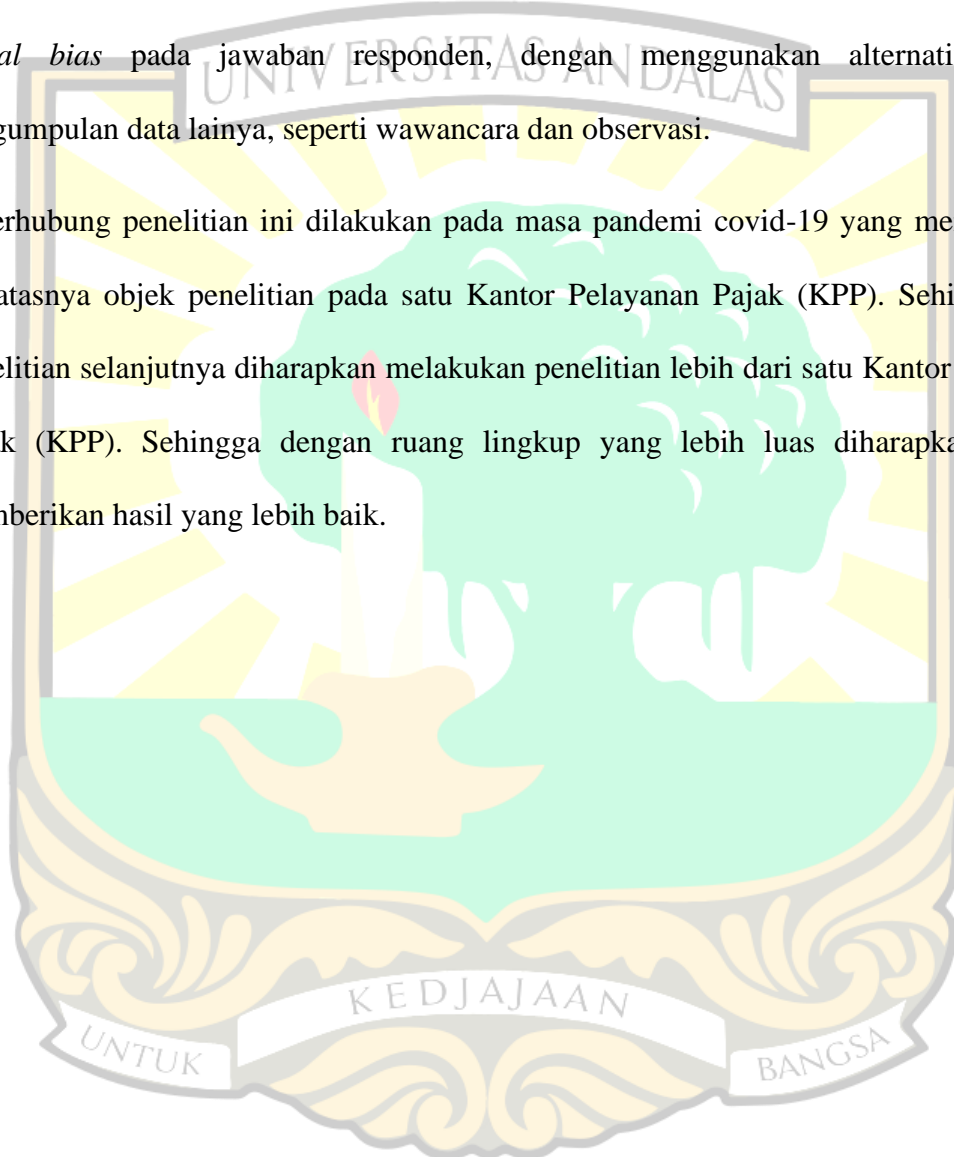 al bias pada jawaban responden, dengan menggunakan alternati
gumpulan data lainya, seperti wawancara dan observasi.
erhubung penelitian ini dilakukan pada masa pandemi covid-19 yang me
atasnya objek penelitian pada satu Kantor Pelayanan Pajak (KPP). Sehi
elitian selanjutnya diharapkan melakukan penelitian lebih dari satu Kantor
k (KPP). Sehingga dengan ruang lingkup yang lebih luas diharapka
berikan hasil yang lebih baik.
UNIVERSITAS ANDALAS
KEDJAJAAN
UNTUK
BANGSA